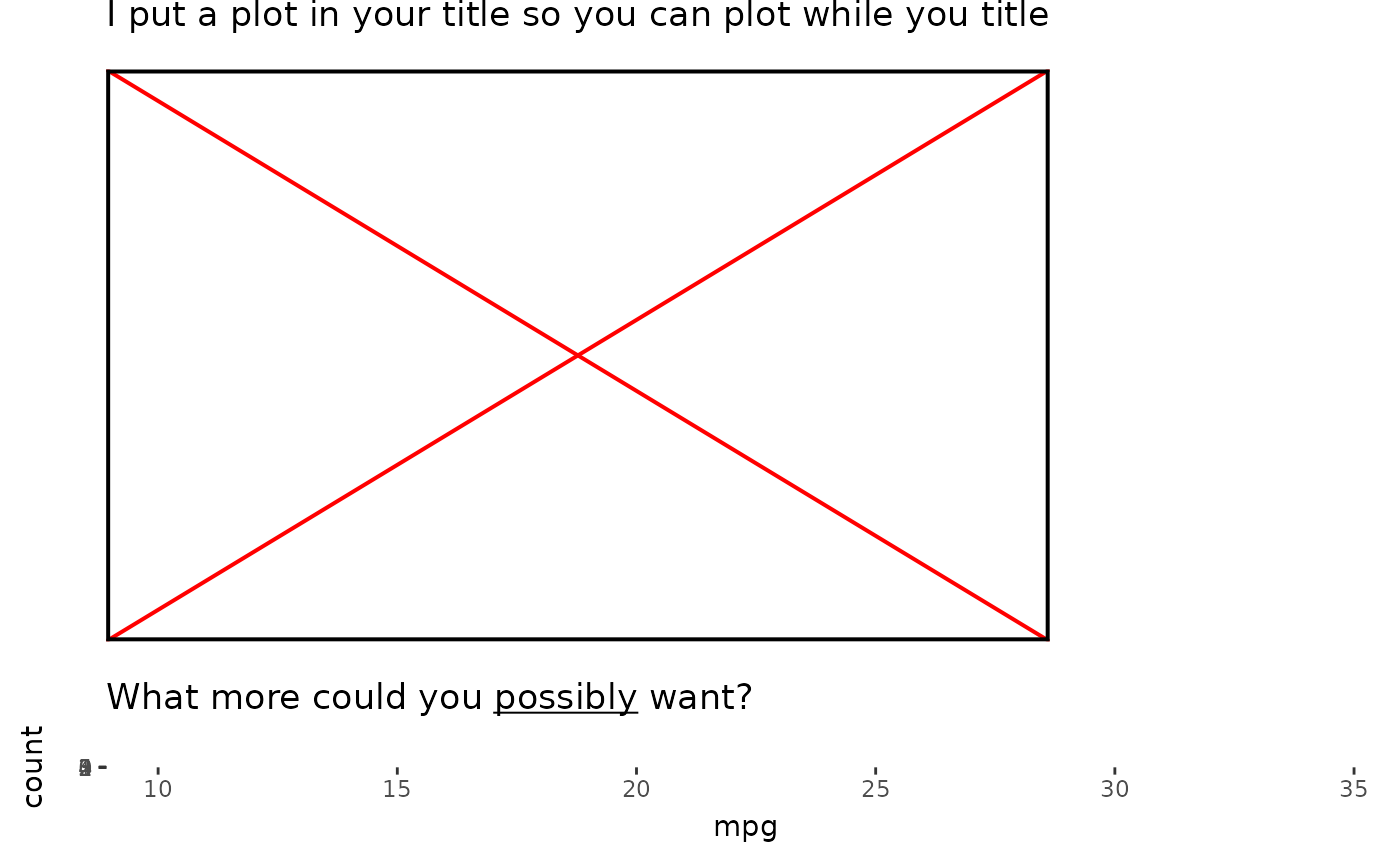 I put a plot in your title so you can plot while you title
What more could you possibly want?
count
10 15 20 25 30 35
mpg